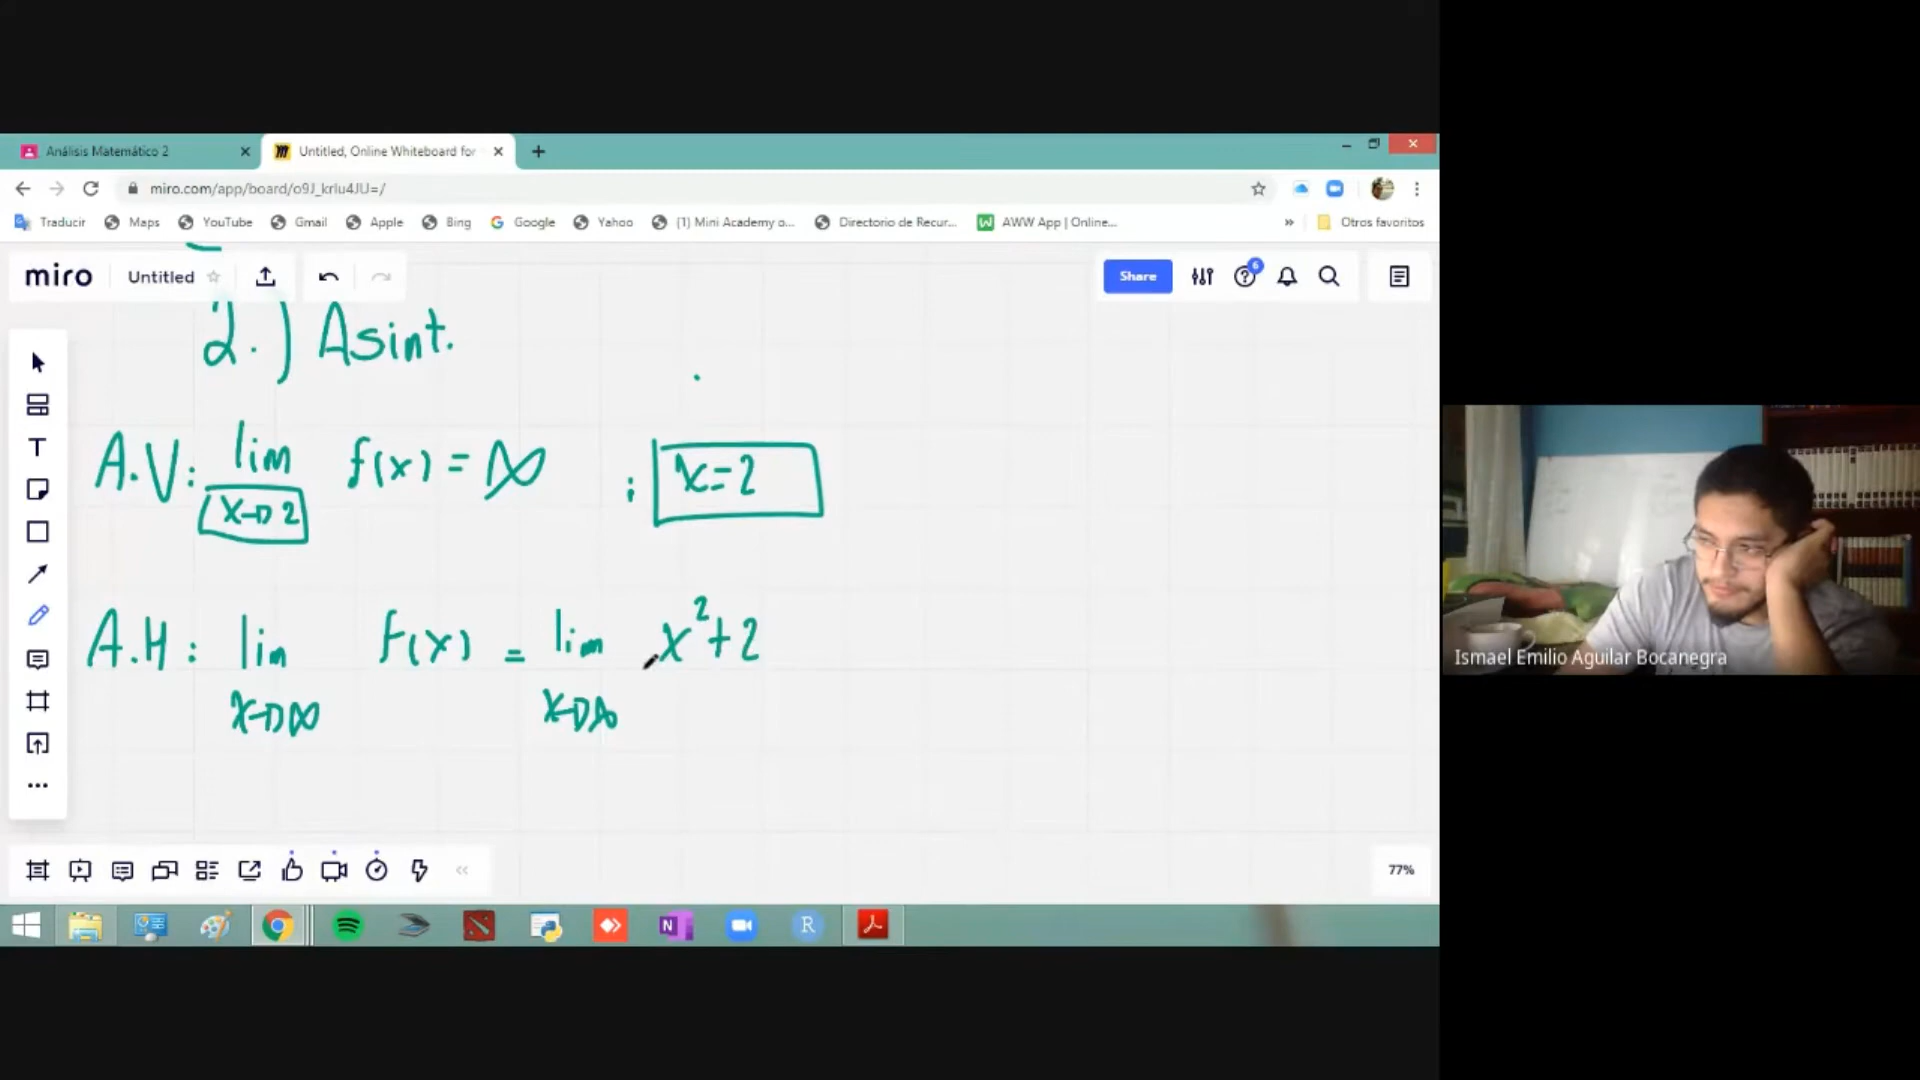 Análisis Matemático 2
Untitled, Online Whiteboard for
miro.com/app/board/o9J_krlu4JU=/
Traducir Maps YouTube Gmail Apple Bing Google Yahoo (1) Mini Academy o... Directorio de Recur... AWW App | Online... » Otros favoritos
miro Untitled Share 6
2.) Asint.
A.V: lim f(x) = ∞ ; x=2
x→2
A.H: lim f(x) = lim x²+2
x→∞ x→∞
Ismael Emilio Aguilar Bocanegra
77%